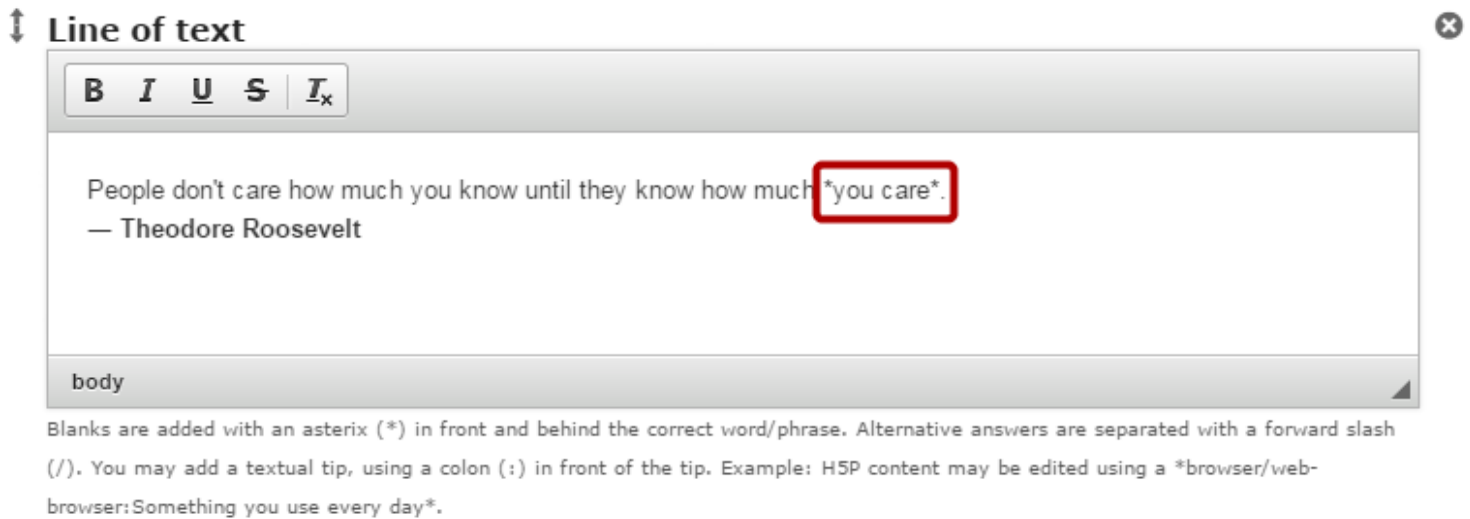 Line of text
B I U S Tx
People don't care how much you know until they know how much *you care*.
— Theodore Roosevelt
body
Blanks are added with an asterix (*) in front and behind the correct word/phrase. Alternative answers are separated with a forward slash
(/). You may add a textual tip, using a colon (:) in front of the tip. Example: H5P content may be edited using a *browser/web-
browser:Something you use every day*.